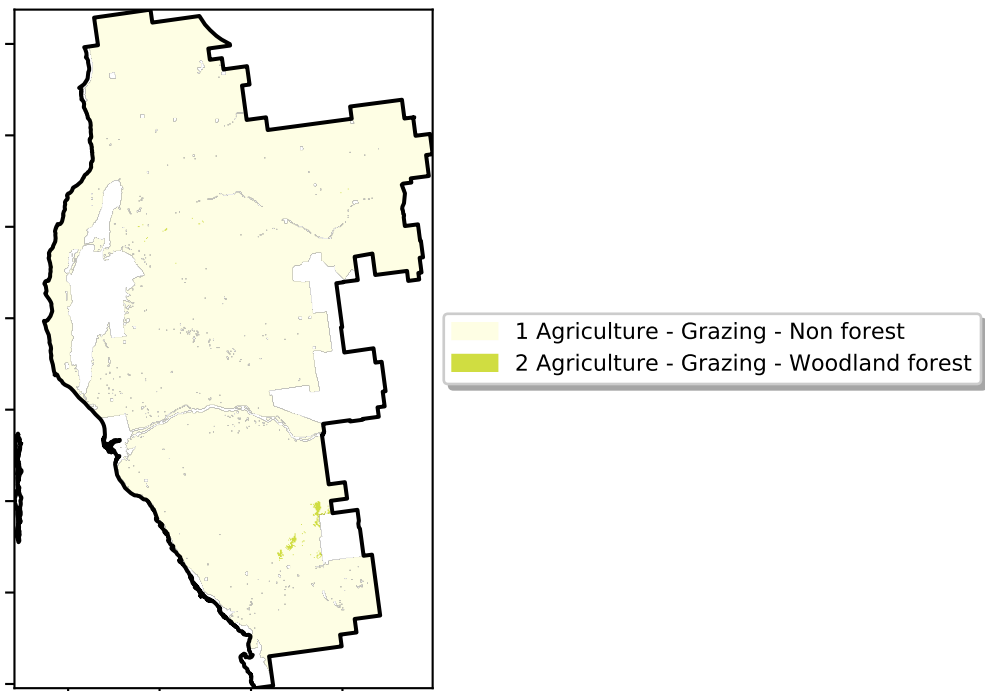 1 Agriculture - Grazing - Non forest
2 Agriculture - Grazing - Woodland forest